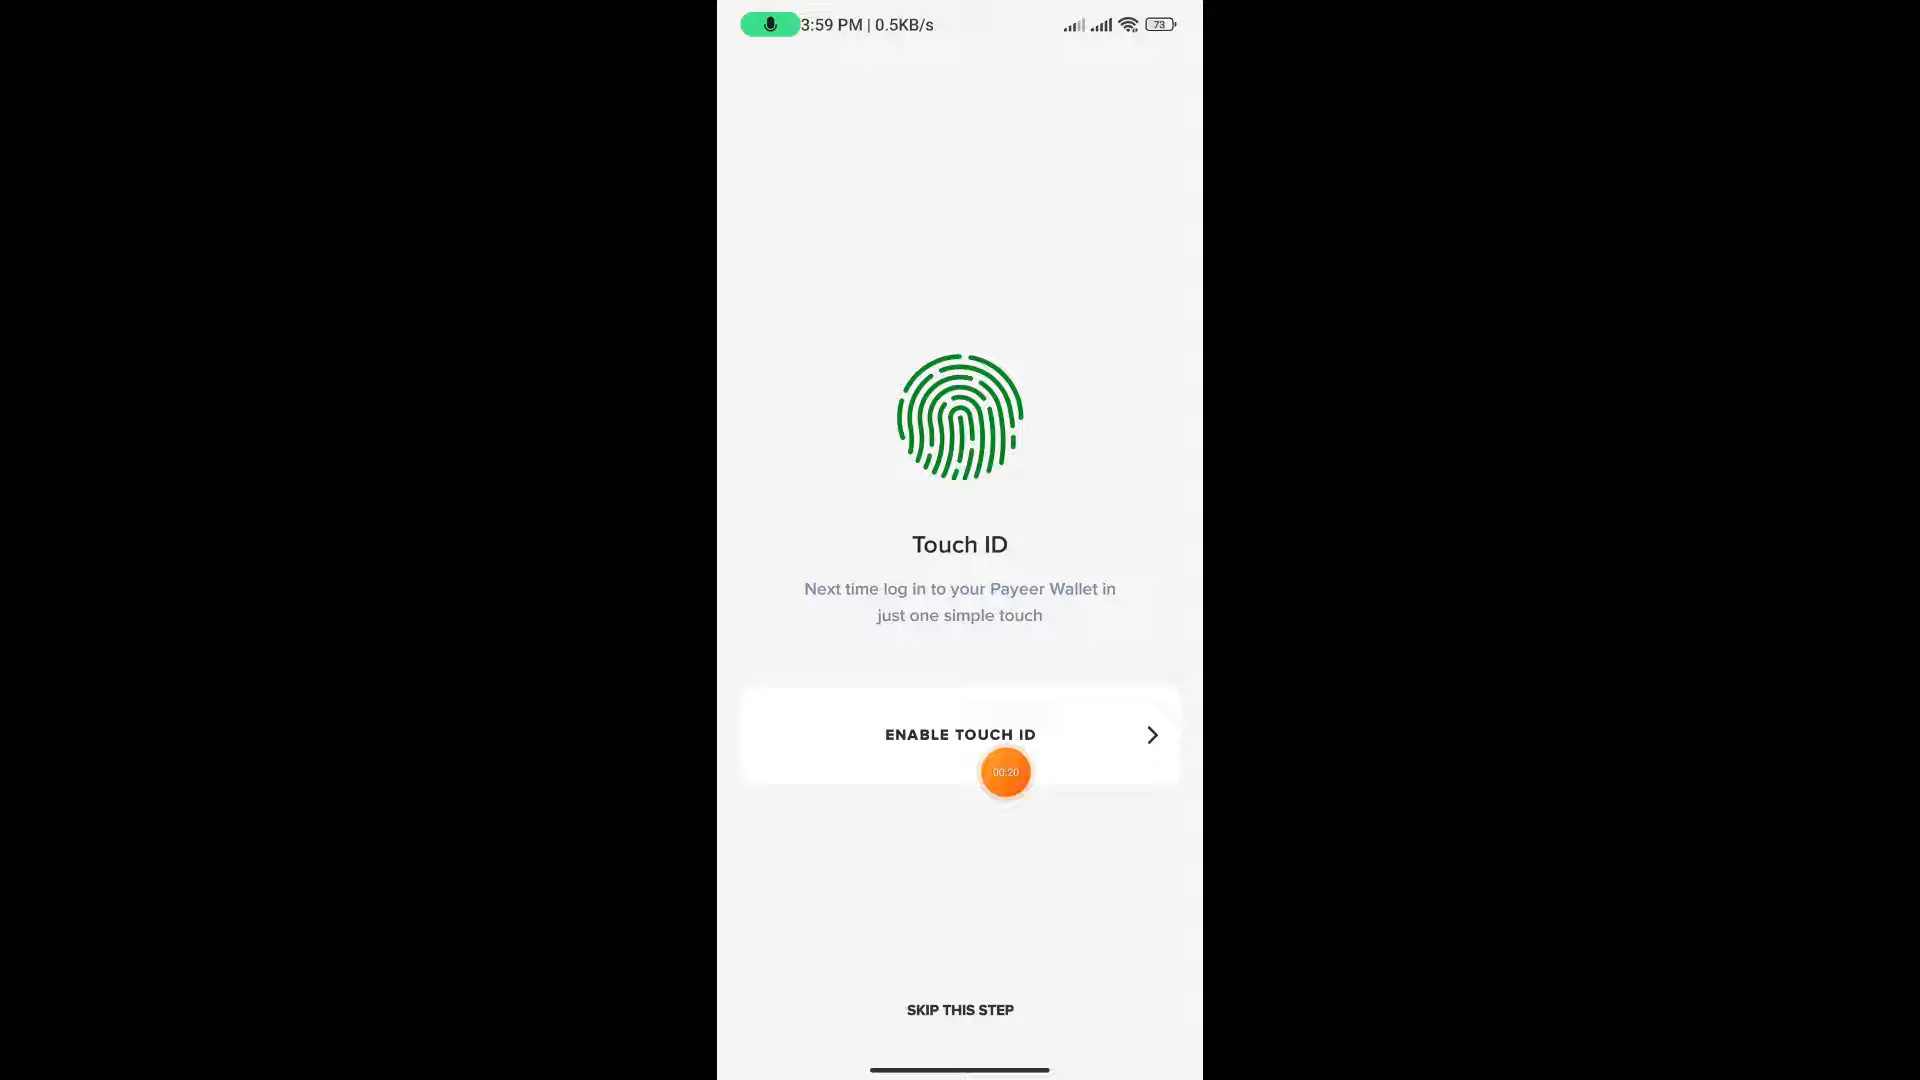 3:59 PM | 0.5KB/s
73
Touch ID
Next time log in to your Payeer Wallet in
just one simple touch
ENABLE TOUCH ID
00:20
SKIP THIS STEP